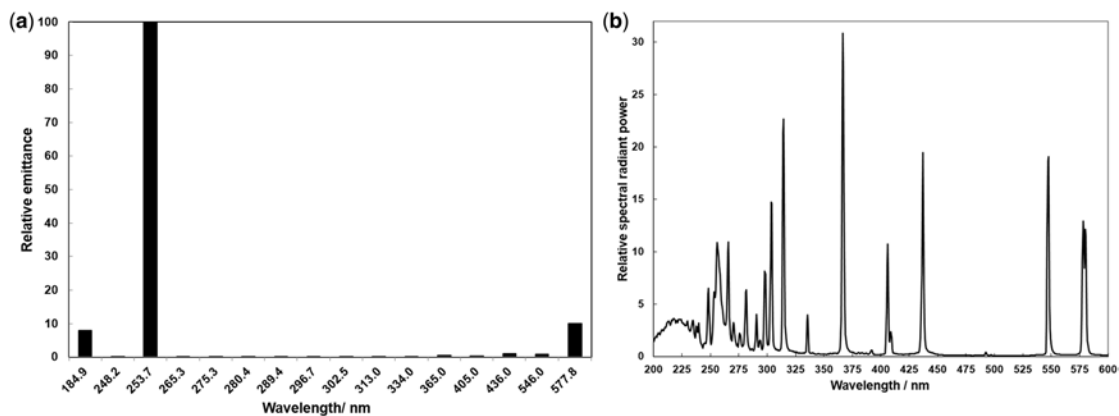 (a)
Relative emittance
100
90
80
70
60
50
40
30
20
10
0
184.9 248.2 253.7 265.3 275.3 280.4 289.4 296.7 302.5 313.0 334.0 365.0 405.0 436.0 546.0 577.8
Wavelength/ nm
(b)
Relative spectral radiant power
30
25
20
15
10
5
0
200 225 250 275 300 325 350 375 400 425 450 475 500 525 550 575 600
Wavelength / nm